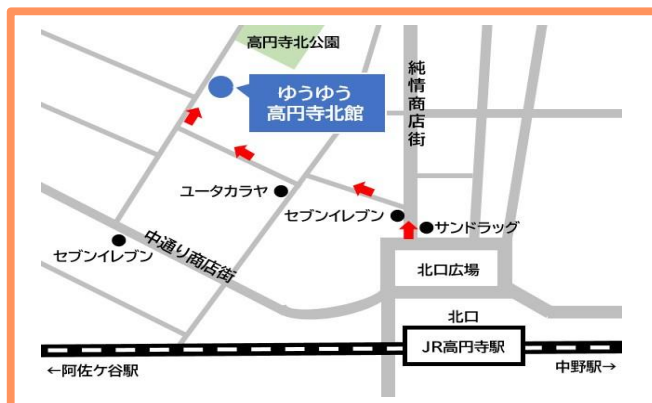 高円寺北公園
ゆうゆう
高円寺北館
純情商店街
ユータカラヤ
セブンイレブン
サンドラッグ
セブンイレブン
中通り商店街
北口広場
北口
JR高円寺駅
←阿佐ケ谷駅
中野駅→